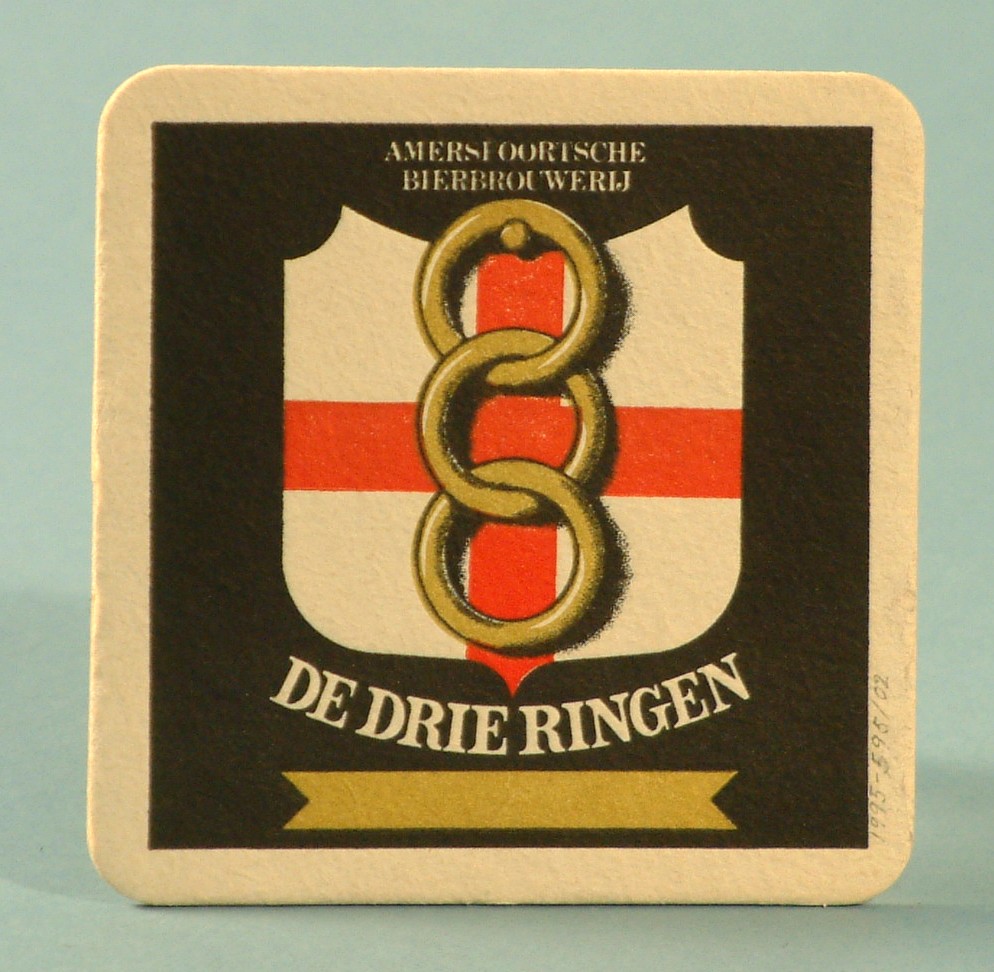 AMERSFOORTSCHE
BIERBROUWERIJ
DE DRIE RINGEN
1995-595/02